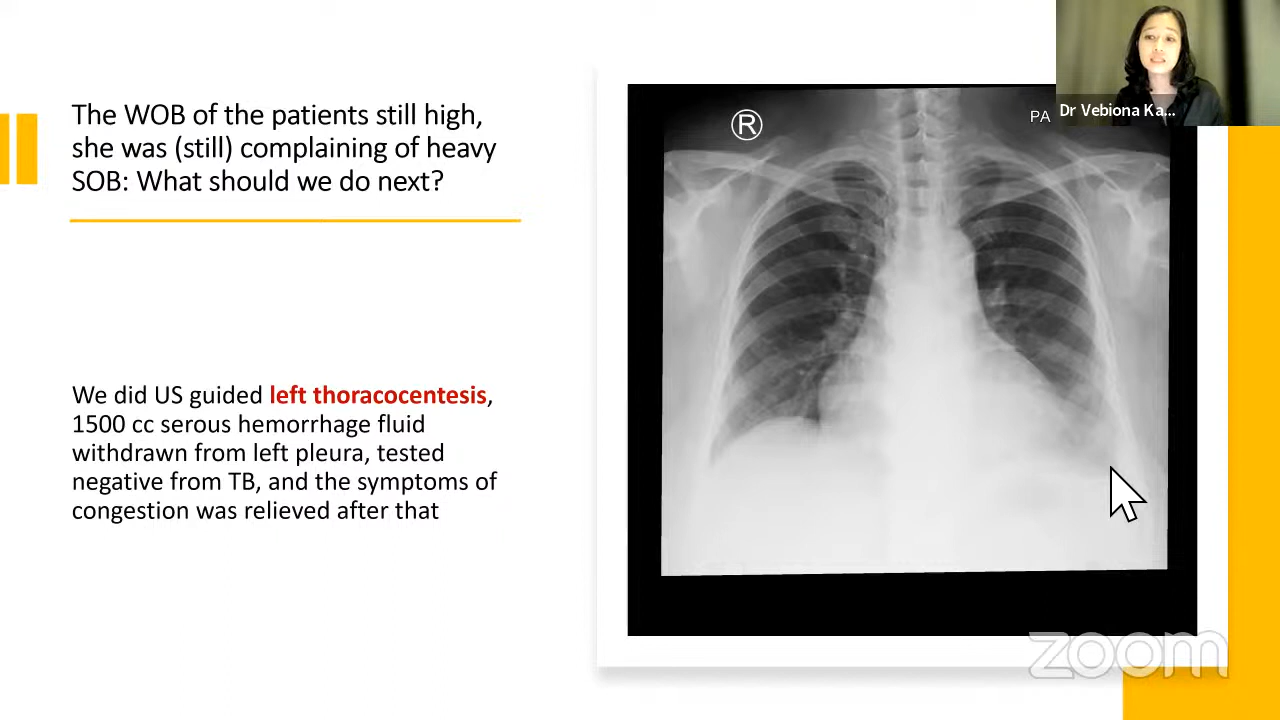 The WOB of the patients still high,
she was (still) complaining of heavy
SOB: What should we do next?
We did US guided left thoracocentesis,
1500 cc serous hemorrhage fluid
withdrawn from left pleura, tested
negative from TB, and the symptoms of
congestion was relieved after that
R
PA
Dr Vebiona Ka...
zoom